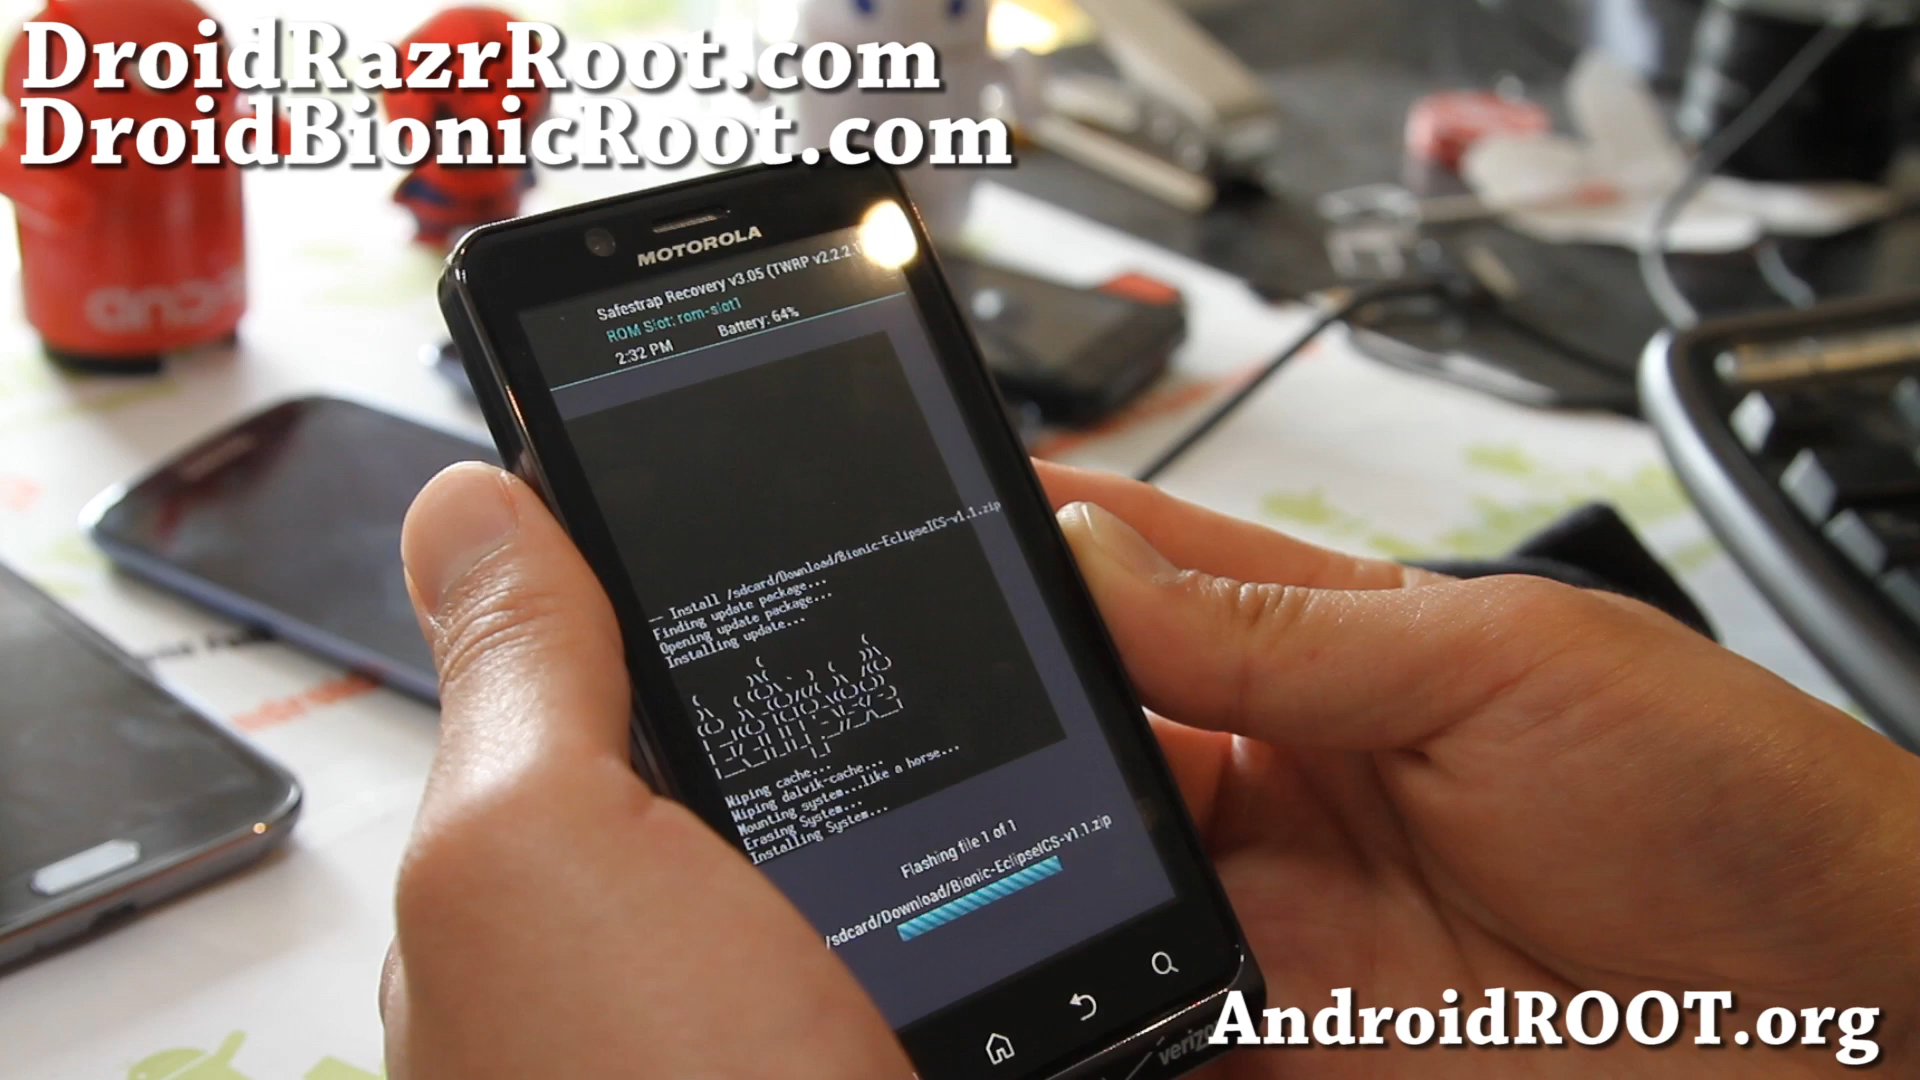 DroidRazrRoot.com
DroidBionicRoot.com
MOTOROLA
Safestrap Recovery v3.05 (TWRP v2.2.2.
ROM Slot: rom-slot1
2:32 PM Battery: 64%
-- Install /sdcard/Download/Bionic-EclipseICS-v1.1.zip
Finding update package...
Opening update package...
Installing update...
Wiping cache...
Wiping dalvik-cache...
Mounting system...like a horse...
Erasing System...
Installing System...
Flashing file 1 of 1
/sdcard/Download/Bionic-EclipseICS-v1.1.zip
AndroidROOT.org